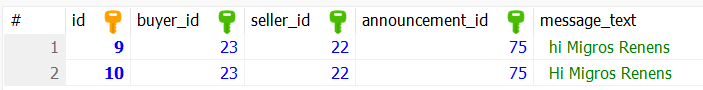 # id buyer_id seller_id announcement_id message_text
1 9 23 22 75 hi Migros Renens
2 10 23 22 75 Hi Migros Renens